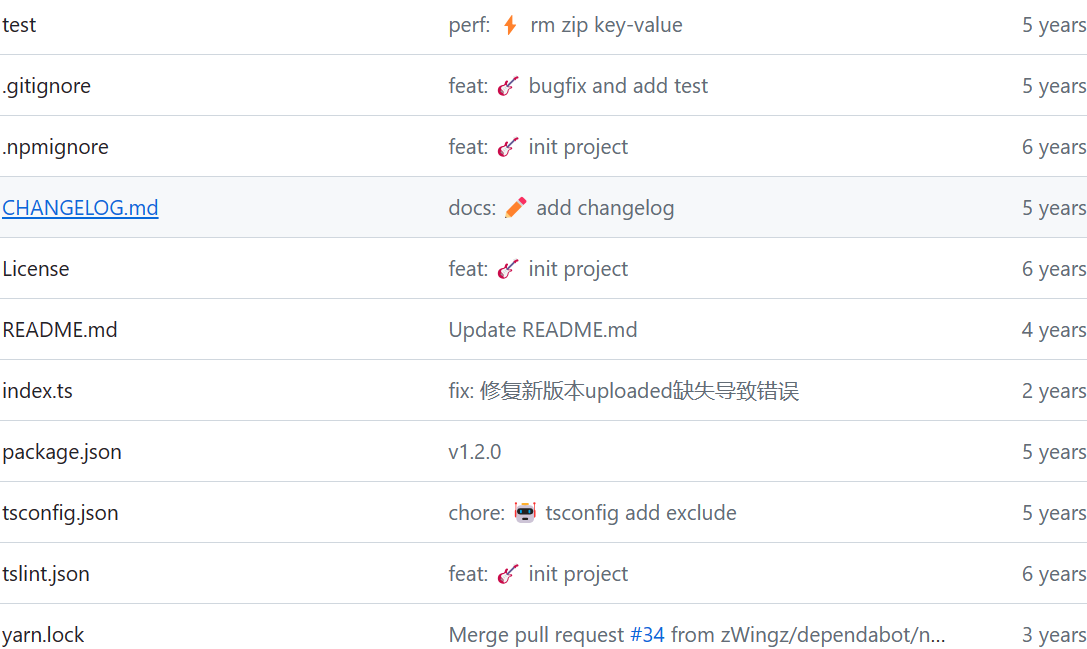 test perf: ⚡ rm zip key-value 5 years
.gitignore feat: 🎸 bugfix and add test 5 years
.npmignore feat: 🎸 init project 6 years
CHANGELOG.md docs: ✏️ add changelog 5 years
License feat: 🎸 init project 6 years
README.md Update README.md 4 years
index.ts fix: 修复新版本uploaded缺失导致错误 2 years
package.json v1.2.0 5 years
tsconfig.json chore: 🤖 tsconfig add exclude 5 years
tslint.json feat: 🎸 init project 6 years
yarn.lock Merge pull request #34 from zWingz/dependabot/n... 3 years